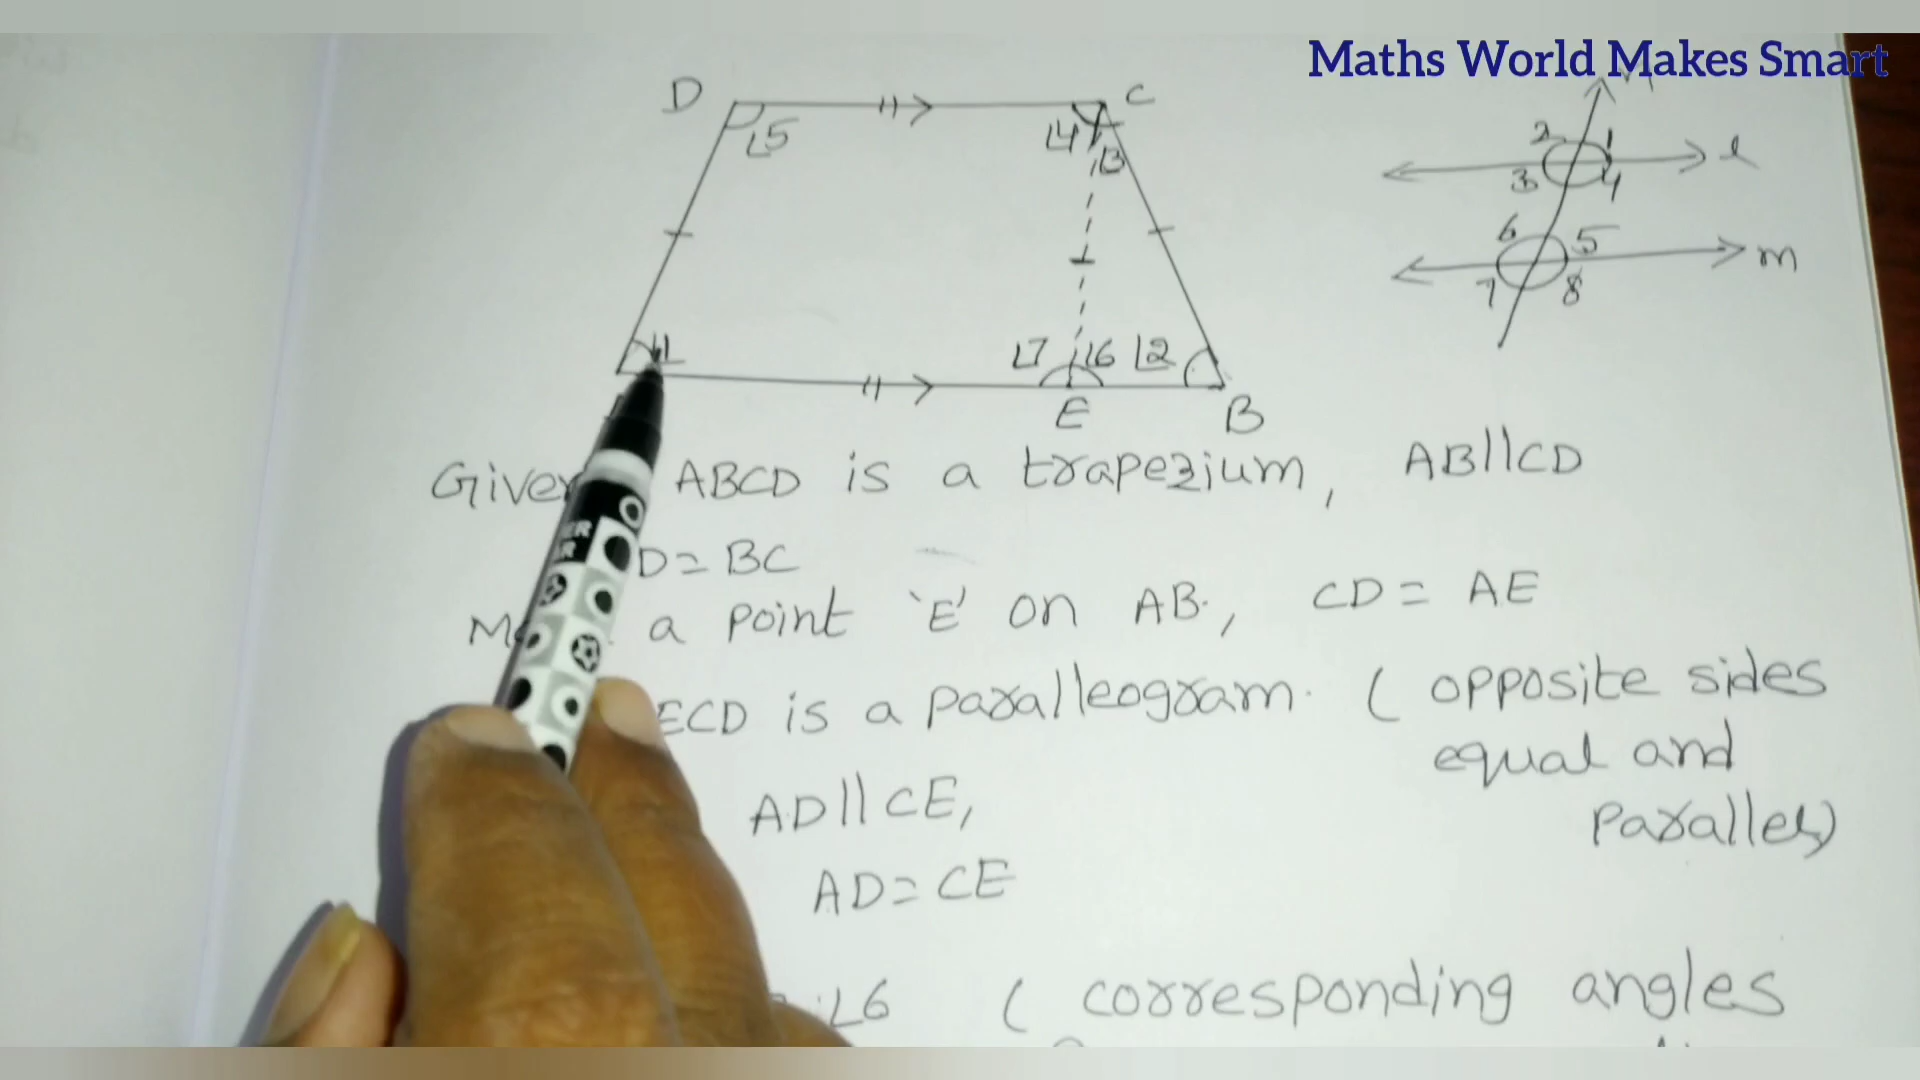 Maths World Makes Smart
D C
∠5 ∠4
∠3
2 1 l
3 4
6 5 m
7 8
∠1 ∠7 ∠6 ∠2
E B
ABCD is a trapezium, AB||CD
D = BC
a point 'E' on AB, CD = AE
ECD is a paralleogram. ( opposite sides
equal and
parallel)
AD||CE,
AD = CE
∠6 ( corresponding angles